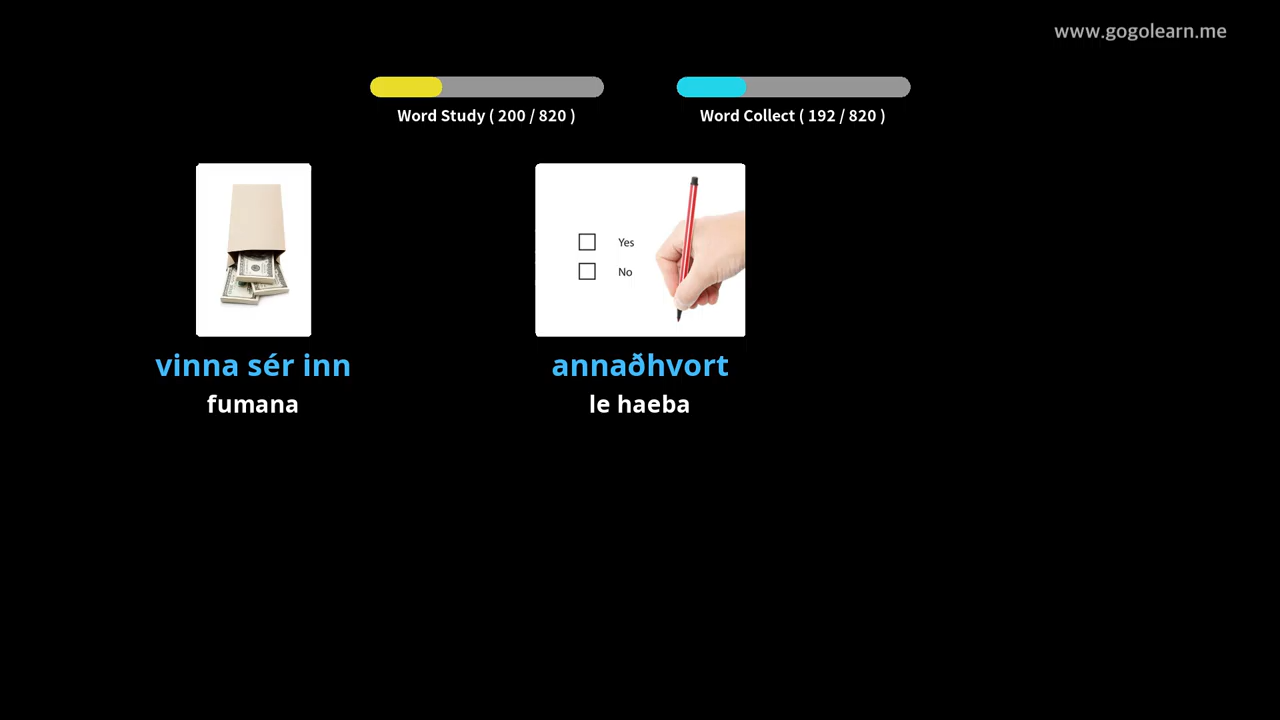 www.gogolearn.me
Word Study ( 200 / 820 )
Word Collect ( 192 / 820 )
Yes
No
vinna sér inn
fumana
annaðhvort
le haeba